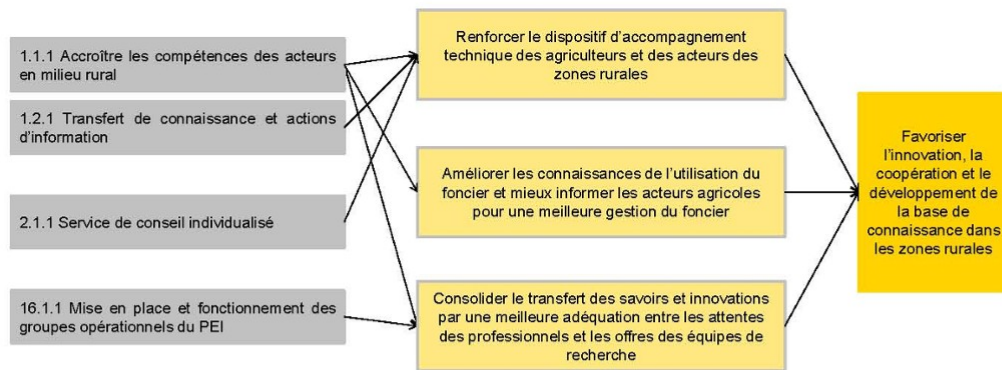 1.1.1 Accroître les compétences des acteurs
en milieu rural
1.2.1 Transfert de connaissance et actions
d'information
2.1.1 Service de conseil individualisé
16.1.1 Mise en place et fonctionnement des
groupes opérationnels du PEI
Renforcer le dispositif d'accompagnement
technique des agriculteurs et des acteurs des
zones rurales
Améliorer les connaissances de l'utilisation du
foncier et mieux informer les acteurs agricoles
pour une meilleure gestion du foncier
Consolider le transfert des savoirs et innovations
par une meilleure adéquation entre les attentes
des professionnels et les offres des équipes de
recherche
Favoriser
l'innovation, la
coopération et le
développement de
la base de
connaissance dans
les zones rurales